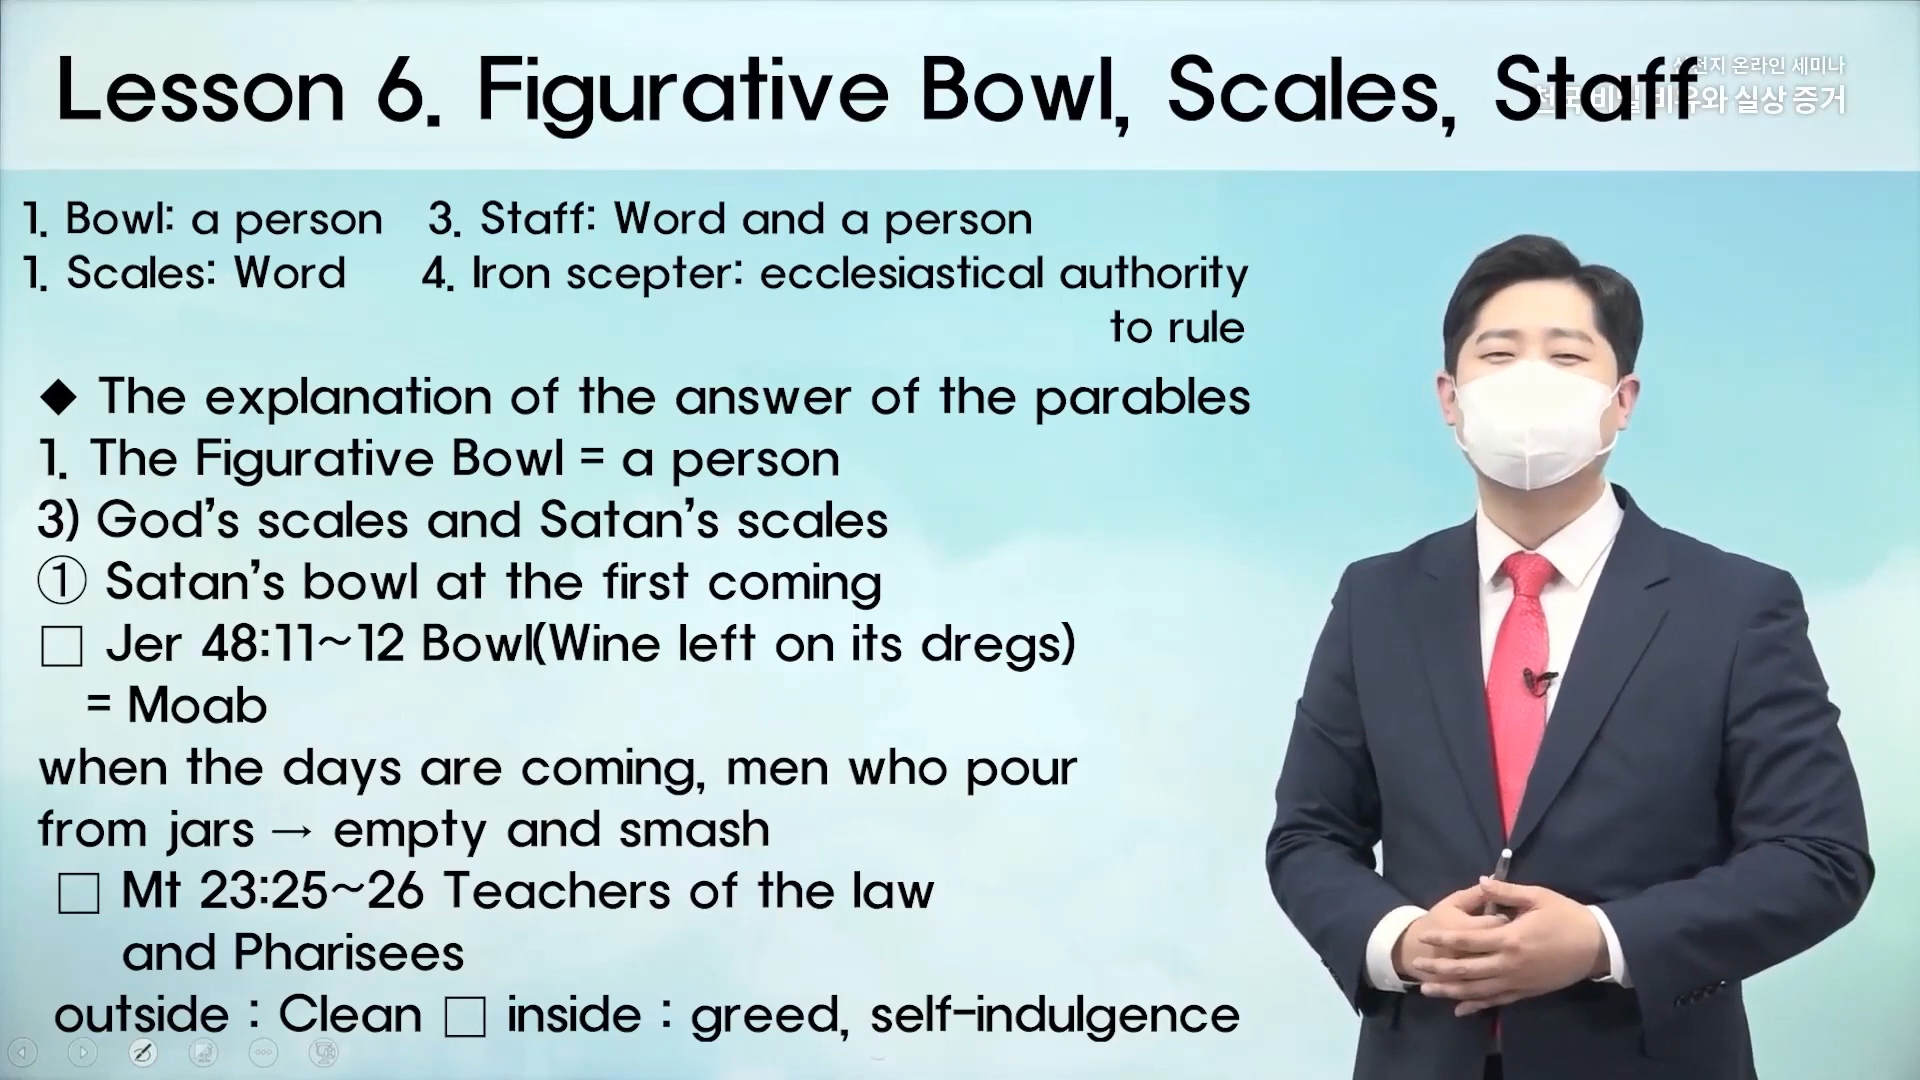 Lesson 6. Figurative Bowl, Scales, Staff
온라인 세미나
실상 증거
1. Bowl: a person 3. Staff: Word and a person
1. Scales: Word 4. Iron scepter: ecclesiastical authority
to rule
◆ The explanation of the answer of the parables
1. The Figurative Bowl = a person
3) God's scales and Satan's scales
① Satan's bowl at the first coming
□ Jer 48:11~12 Bowl(Wine left on its dregs)
= Moab
when the days are coming, men who pour
from jars → empty and smash
□ Mt 23:25~26 Teachers of the law
and Pharisees
outside : Clean □ inside : greed, self-indulgence